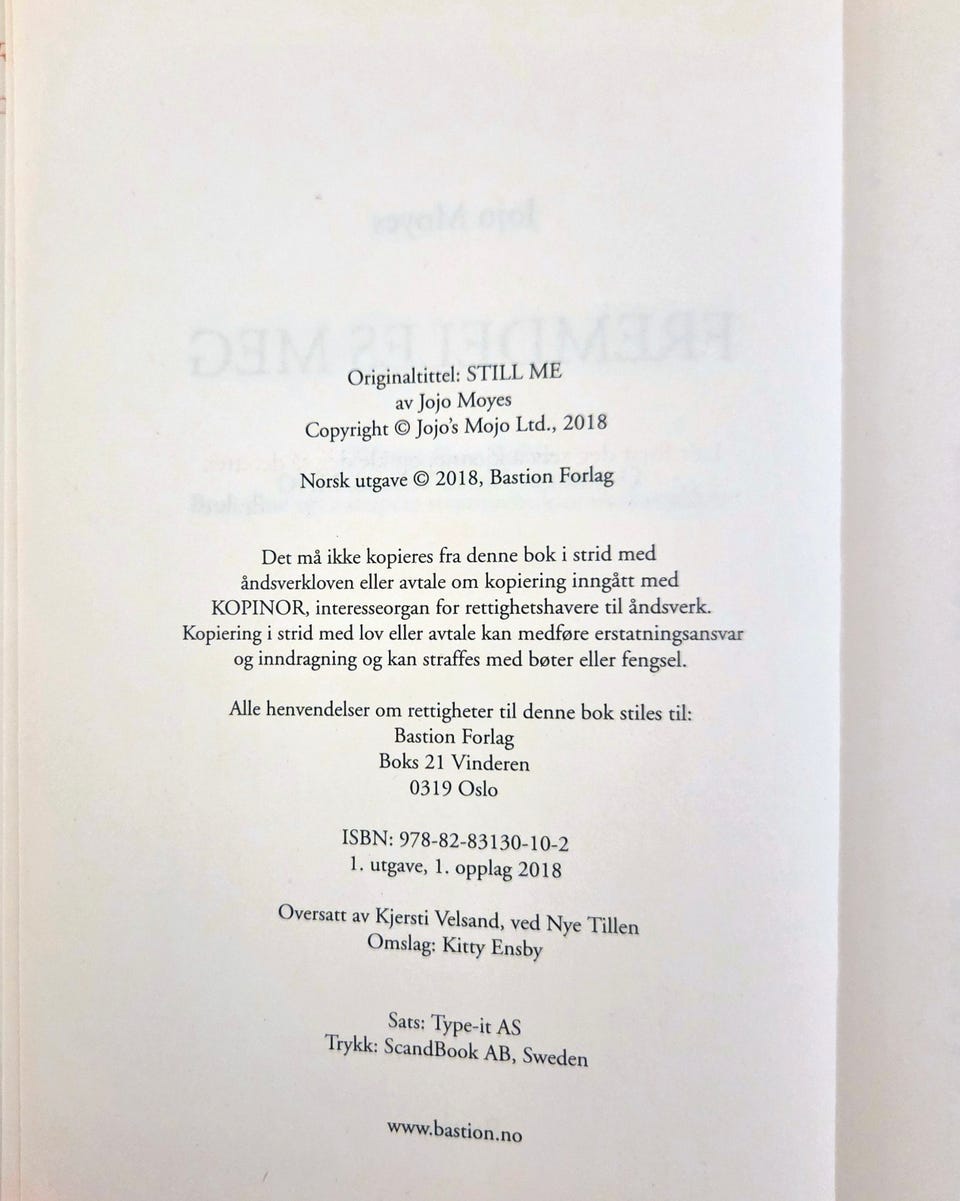 Jojo Moyes
FREMDELES MEG
Originaltittel: STILL ME
av Jojo Moyes
Copyright © Jojo's Mojo Ltd., 2018
Norsk utgave © 2018, Bastion Forlag
Det må ikke kopieres fra denne bok i strid med
åndsverkloven eller avtale om kopiering inngått med
KOPINOR, interesseorgan for rettighetshavere til åndsverk.
Kopiering i strid med lov eller avtale kan medføre erstatningsansvar
og inndragning og kan straffes med bøter eller fengsel.
Alle henvendelser om rettigheter til denne bok stiles til:
Bastion Forlag
Boks 21 Vinderen
0319 Oslo
ISBN: 978-82-83130-10-2
1. utgave, 1. opplag 2018
Oversatt av Kjersti Velsand, ved Nye Tillen
Omslag: Kitty Ensby
Sats: Type-it AS
Trykk: ScandBook AB, Sweden
www.bastion.no